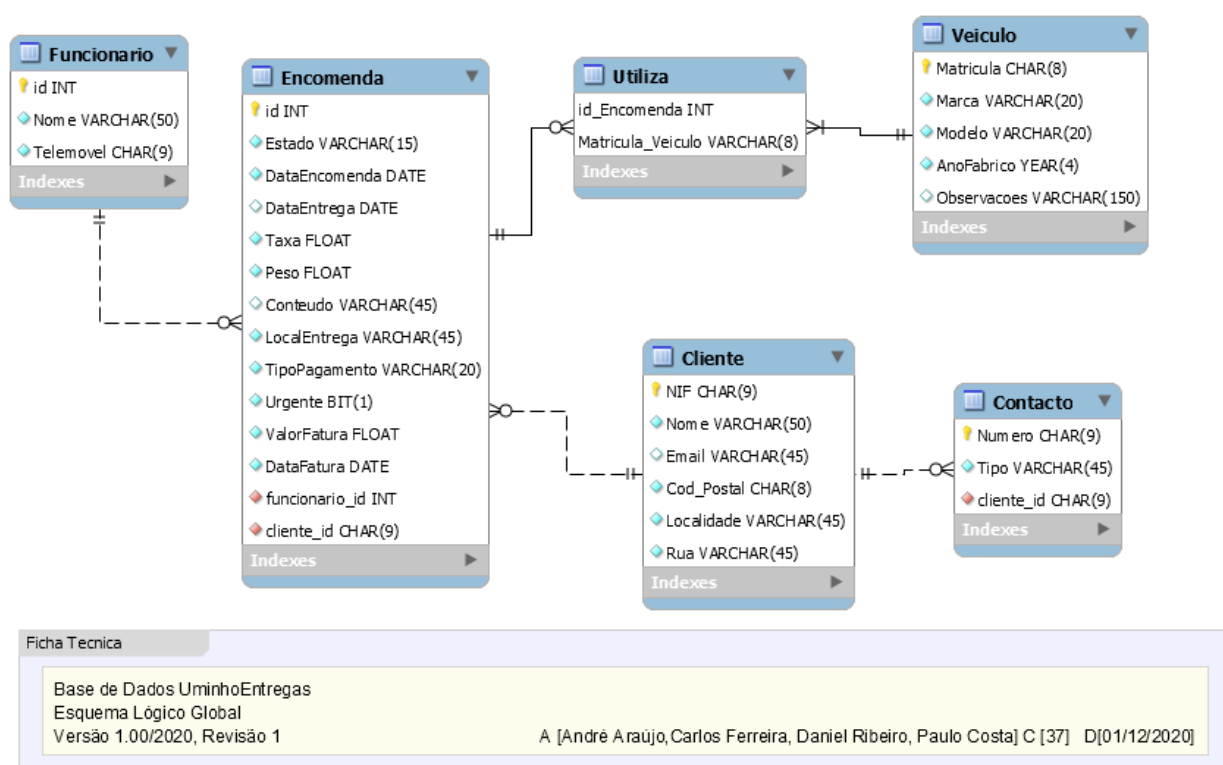 Funcionario
id INT
Nome VARCHAR(50)
Telemovel CHAR(9)
Indexes
Encomenda
id INT
Estado VARCHAR(15)
DataEncomenda DATE
DataEntrega DATE
Taxa FLOAT
Peso FLOAT
Conteudo VARCHAR(45)
LocalEntrega VARCHAR(45)
TipoPagamento VARCHAR(20)
Urgente BIT(1)
ValorFatura FLOAT
DataFatura DATE
funcionario_id INT
cliente_id CHAR(9)
Indexes
Utiliza
id_Encomenda INT
Matricula_Veiculo VARCHAR(8)
Indexes
Veiculo
Matricula CHAR(8)
Marca VARCHAR(20)
Modelo VARCHAR(20)
AnoFabrico YEAR(4)
Observacoes VARCHAR(150)
Indexes
Cliente
NIF CHAR(9)
Nome VARCHAR(50)
Email VARCHAR(45)
Cod_Postal CHAR(8)
Localidade VARCHAR(45)
Rua VARCHAR(45)
Indexes
Contacto
Numero CHAR(9)
Tipo VARCHAR(45)
cliente_id CHAR(9)
Indexes
Ficha Tecnica
Base de Dados UminhoEntregas
Esquema Lógico Global
Versão 1.00/2020, Revisão 1 A [André Araújo,Carlos Ferreira, Daniel Ribeiro, Paulo Costa] C [37] D[01/12/2020]